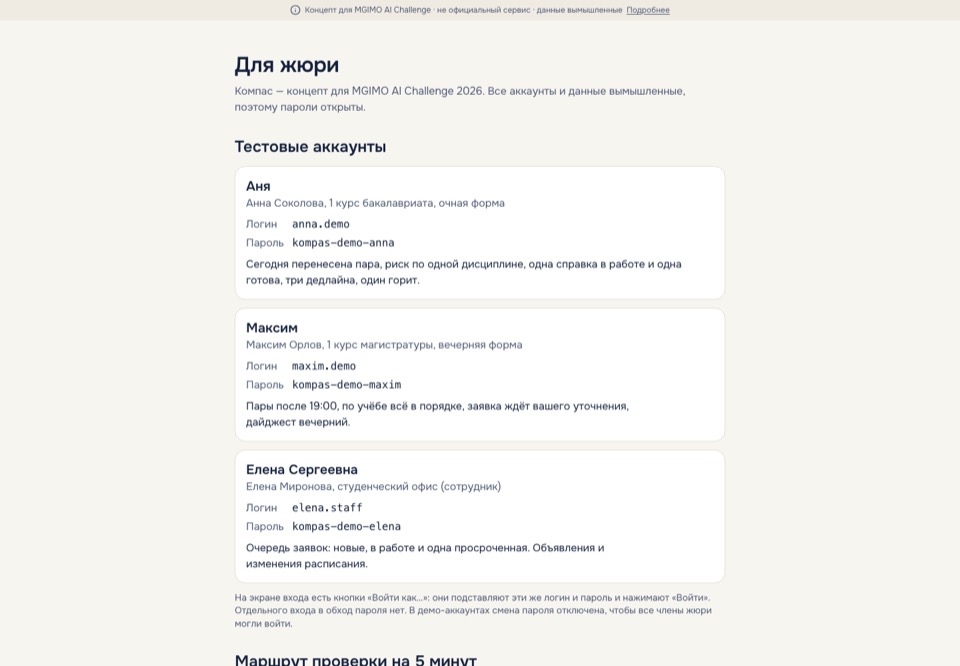 Концепт для MGIMO AI Challenge · не официальный сервис · данные вымышленные Подробнее
Для жюри
Компас — концепт для MGIMO AI Challenge 2026. Все аккаунты и данные вымышленные,
поэтому пароли открыты.
Тестовые аккаунты
Аня
Анна Соколова, 1 курс бакалавриата, очная форма
Логин anna.demo
Пароль kompas-demo-anna
Сегодня перенесена пара, риск по одной дисциплине, одна справка в работе и одна
готова, три дедлайна, один горит.
Максим
Максим Орлов, 1 курс магистратуры, вечерняя форма
Логин maxim.demo
Пароль kompas-demo-maxim
Пары после 19:00, по учёбе всё в порядке, заявка ждёт вашего уточнения,
дайджест вечерний.
Елена Сергеевна
Елена Миронова, студенческий офис (сотрудник)
Логин elena.staff
Пароль kompas-demo-elena
Очередь заявок: новые, в работе и одна просроченная. Объявления и
изменения расписания.
На экране входа есть кнопки «Войти как…»: они подставляют эти же логин и пароль и нажимают «Войти».
Отдельного входа в обход пароля нет. В демо-аккаунтах смена пароля отключена, чтобы все члены жюри
могли войти.
Маршрут проверки на 5 минут